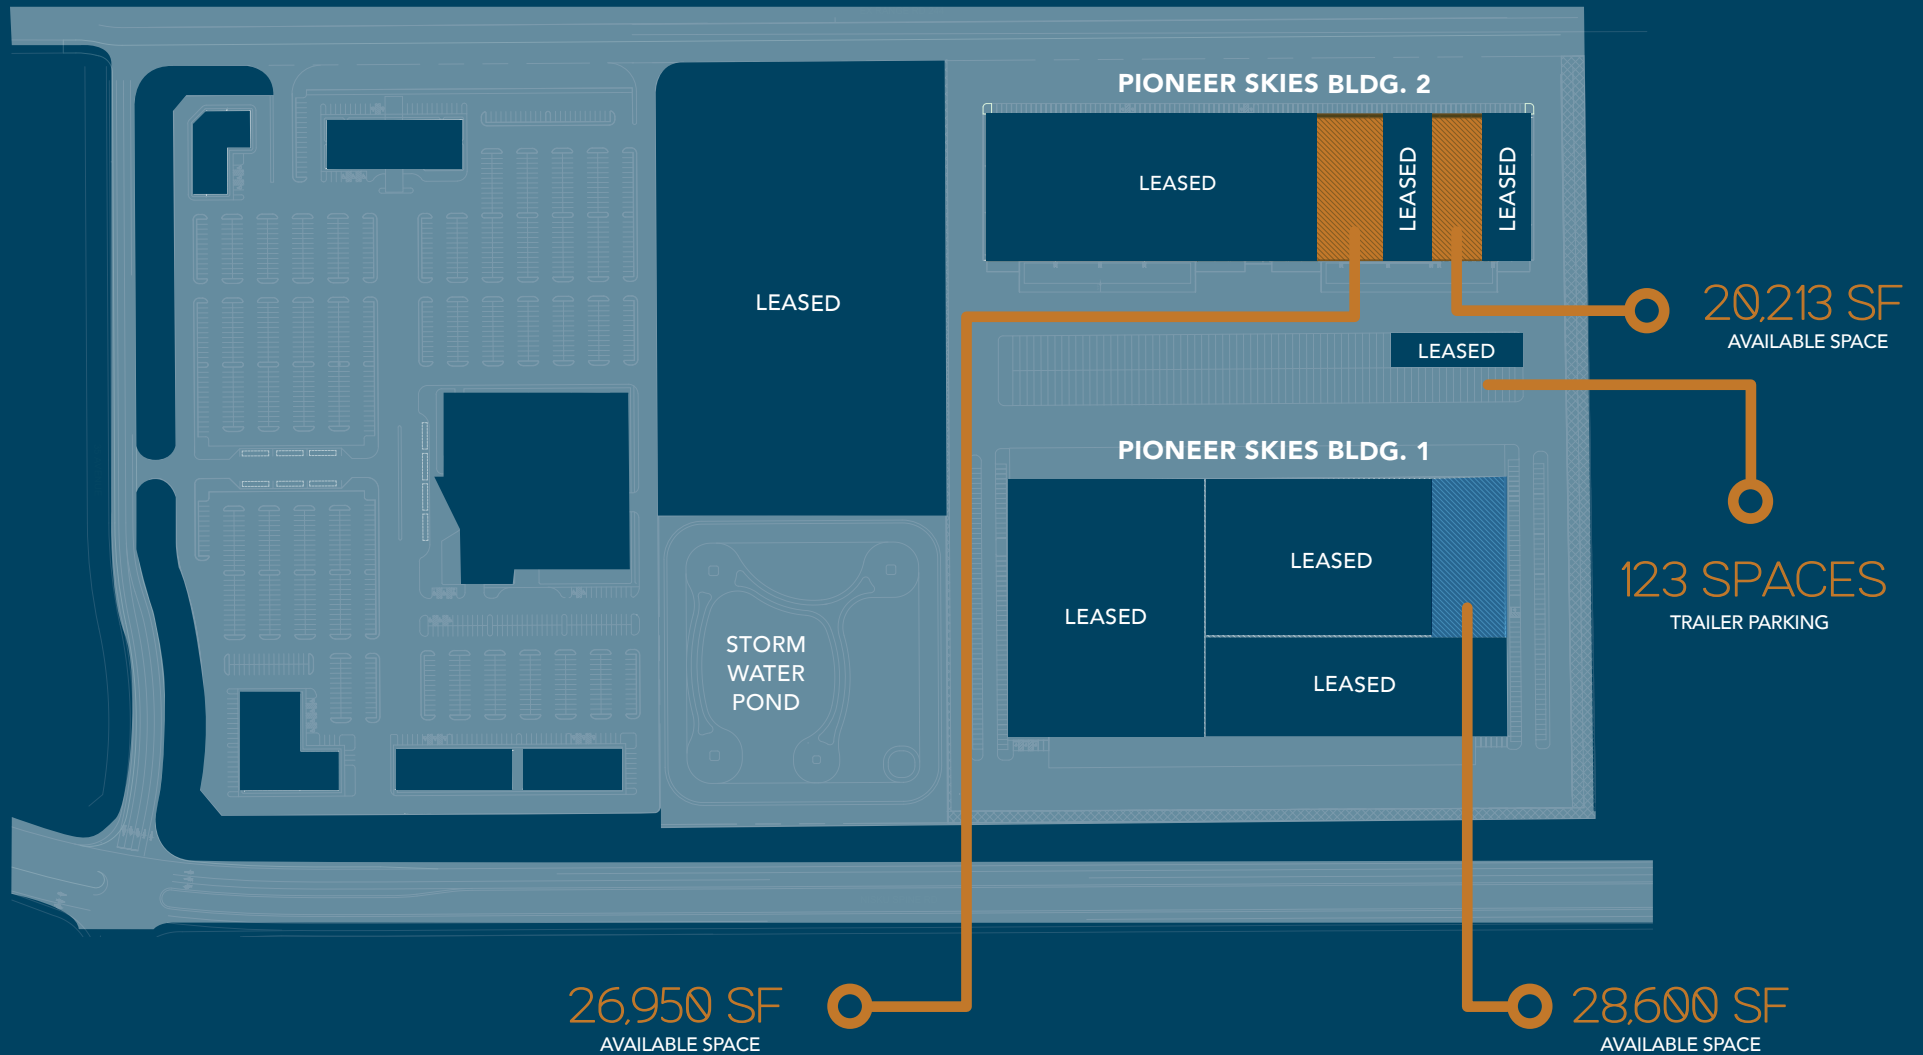 PIONEER SKIES BLDG. 2
LEASED
LEASED
LEASED
LEASED
20,213 SF
AVAILABLE SPACE
LEASED
PIONEER SKIES BLDG. 1
123 SPACES
TRAILER PARKING
LEASED
LEASED
LEASED
STORM
WATER
POND
26,950 SF
AVAILABLE SPACE
28,600 SF
AVAILABLE SPACE